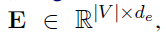 E ∈ ℝ^{|V|×d_e},